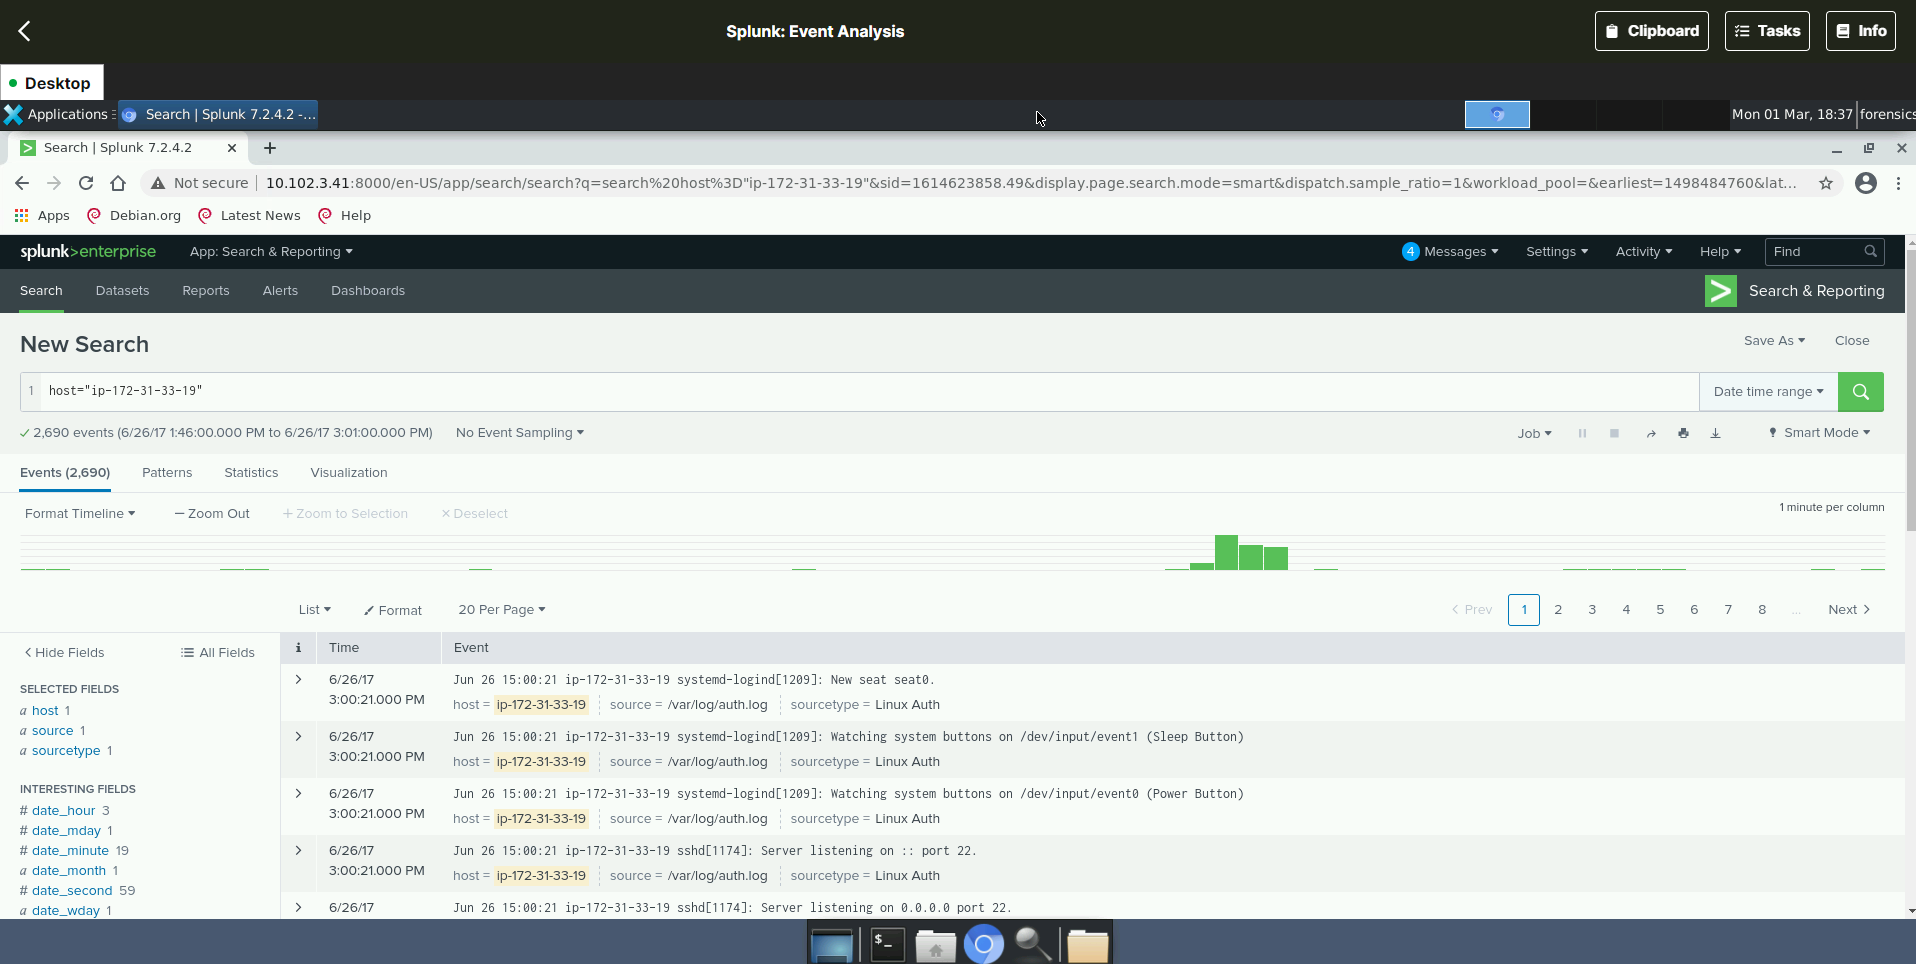 Splunk: Event Analysis
Clipboard
Tasks
Info
Desktop
Applications
Search | Splunk 7.2.4.2 -...
Mon 01 Mar, 18:37
forensics
Search | Splunk 7.2.4.2
Not secure
10.102.3.41:8000/en-US/app/search/search?q=search%20host%3D"ip-172-31-33-19"&sid=1614623858.49&display.page.search.mode=smart&dispatch.sample_ratio=1&workload_pool=&earliest=1498484760&lat...
Apps
Debian.org
Latest News
Help
splunk>enterprise
App: Search & Reporting
4 Messages
Settings
Activity
Help
Find
Search
Datasets
Reports
Alerts
Dashboards
Search & Reporting
New Search
Save As
Close
1 host="ip-172-31-33-19"
Date time range
2,690 events (6/26/17 1:46:00.000 PM to 6/26/17 3:01:00.000 PM)
No Event Sampling
Job
Smart Mode
Events (2,690)
Patterns
Statistics
Visualization
Format Timeline
— Zoom Out
+ Zoom to Selection
× Deselect
1 minute per column
List
Format
20 Per Page
< Prev
1 2 3 4 5 6 7 8 ...
Next >
< Hide Fields
All Fields
i Time Event
SELECTED FIELDS
a host 1
a source 1
a sourcetype 1
INTERESTING FIELDS
# date_hour 3
# date_mday 1
# date_minute 19
a date_month 1
# date_second 59
a date_wday 1
6/26/17
3:00:21.000 PM
Jun 26 15:00:21 ip-172-31-33-19 systemd-logind[1209]: New seat seat0.
host = ip-172-31-33-19 source = /var/log/auth.log sourcetype = Linux Auth
6/26/17
3:00:21.000 PM
Jun 26 15:00:21 ip-172-31-33-19 systemd-logind[1209]: Watching system buttons on /dev/input/event1 (Sleep Button)
host = ip-172-31-33-19 source = /var/log/auth.log sourcetype = Linux Auth
6/26/17
3:00:21.000 PM
Jun 26 15:00:21 ip-172-31-33-19 systemd-logind[1209]: Watching system buttons on /dev/input/event0 (Power Button)
host = ip-172-31-33-19 source = /var/log/auth.log sourcetype = Linux Auth
6/26/17
3:00:21.000 PM
Jun 26 15:00:21 ip-172-31-33-19 sshd[1174]: Server listening on :: port 22.
host = ip-172-31-33-19 source = /var/log/auth.log sourcetype = Linux Auth
6/26/17
Jun 26 15:00:21 ip-172-31-33-19 sshd[1174]: Server listening on 0.0.0.0 port 22.